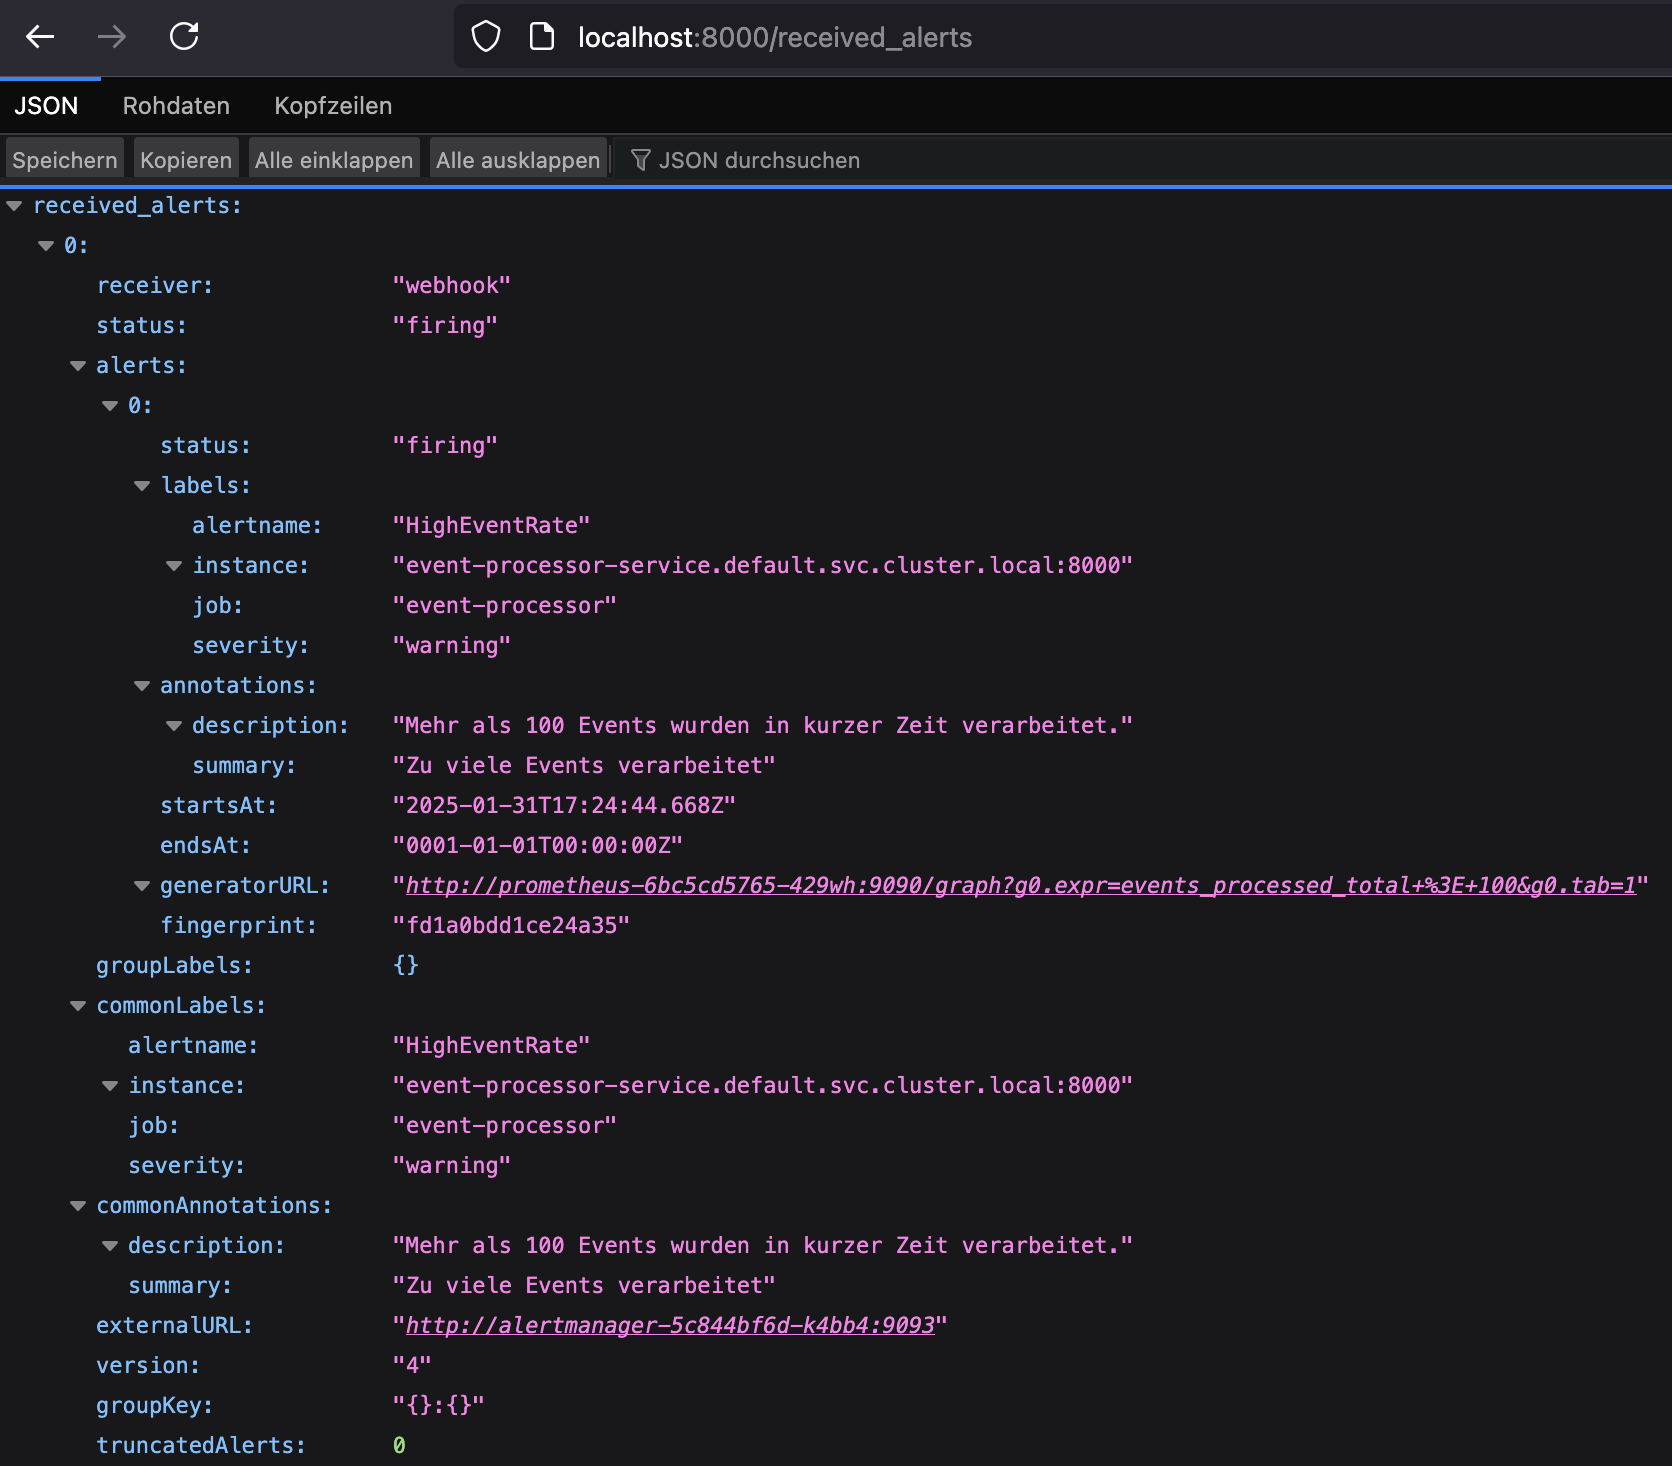 localhost:8000/received_alerts
JSON Rohdaten Kopfzeilen
Speichern Kopieren Alle einklappen Alle ausklappen JSON durchsuchen
received_alerts:
0:
receiver: "webhook"
status: "firing"
alerts:
0:
status: "firing"
labels:
alertname: "HighEventRate"
instance: "event-processor-service.default.svc.cluster.local:8000"
job: "event-processor"
severity: "warning"
annotations:
description: "Mehr als 100 Events wurden in kurzer Zeit verarbeitet."
summary: "Zu viele Events verarbeitet"
startsAt: "2025-01-31T17:24:44.668Z"
endsAt: "0001-01-01T00:00:00Z"
generatorURL: "http://prometheus-6bc5cd5765-429wh:9090/graph?g0.expr=events_processed_total+%3E+100&g0.tab=1"
fingerprint: "fd1a0bdd1ce24a35"
groupLabels: {}
commonLabels:
alertname: "HighEventRate"
instance: "event-processor-service.default.svc.cluster.local:8000"
job: "event-processor"
severity: "warning"
commonAnnotations:
description: "Mehr als 100 Events wurden in kurzer Zeit verarbeitet."
summary: "Zu viele Events verarbeitet"
externalURL: "http://alertmanager-5c844bf6d-k4bb4:9093"
version: "4"
groupKey: "{}:{}"
truncatedAlerts: 0